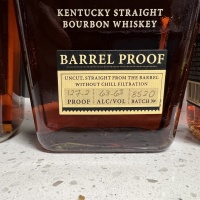 KENTUCKY STRAIGHT
BOURBON WHISKEY
BARREL PROOF
UNCUT, STRAIGHT FROM THE BARREL
WITHOUT CHILL FILTRATION
127.2 63.6% B520
PROOF ALC/VOL BATCH №